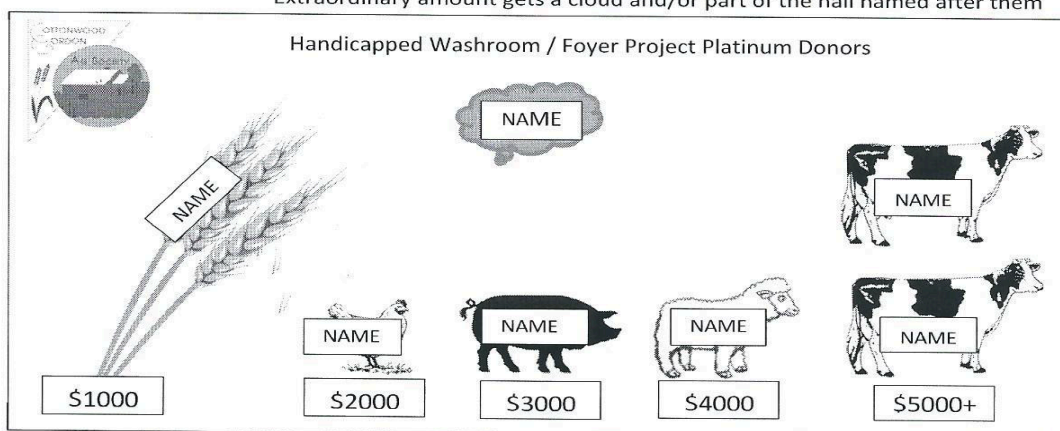 Extraordinary amount gets a cloud and/or part of the hall named after them
Handicapped Washroom / Foyer Project Platinum Donors
NAME
NAME
NAME
NAME
NAME
NAME
NAME
$1000
$2000
$3000
$4000
$5000+